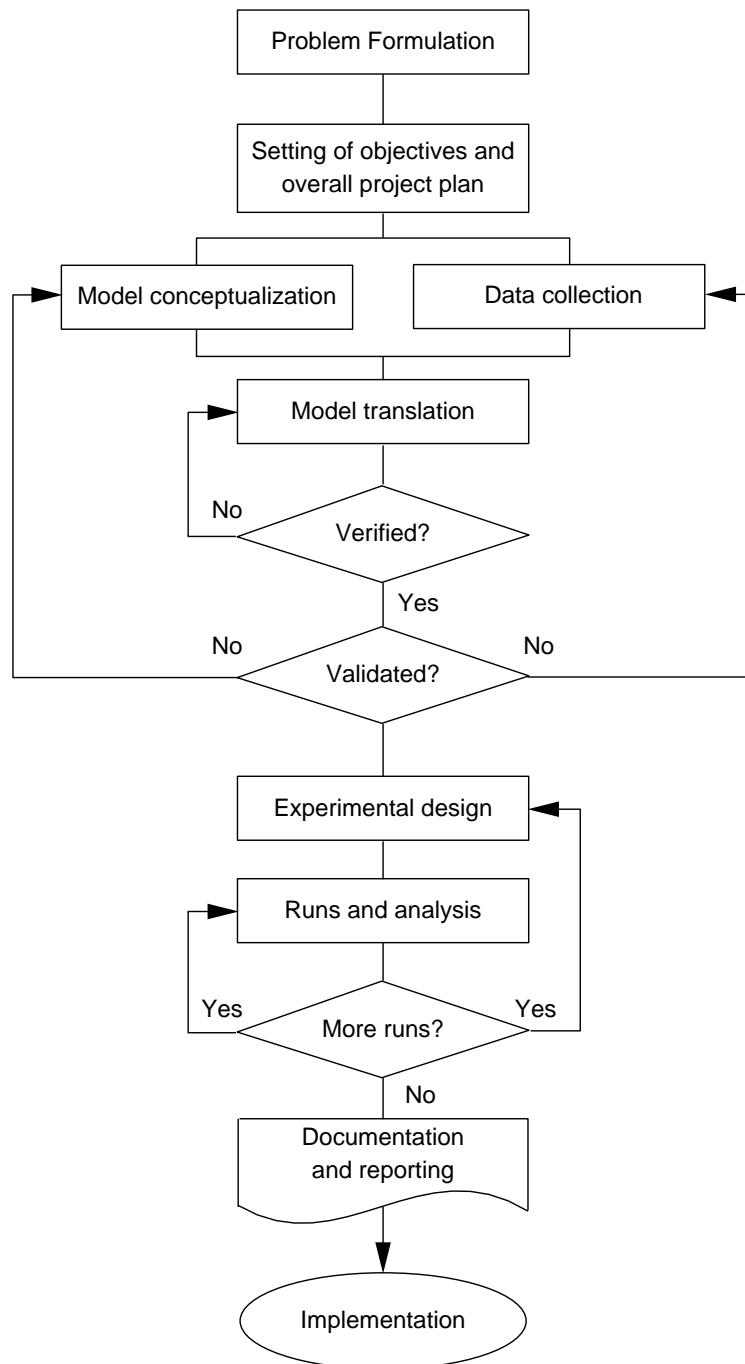 Problem Formulation
Setting of objectives and
overall project plan
Model conceptualization
Data collection
Model translation
No
Verified?
Yes
No
No
Validated?
Experimental design
Runs and analysis
Yes
Yes
More runs?
No
Documentation
and reporting
Implementation